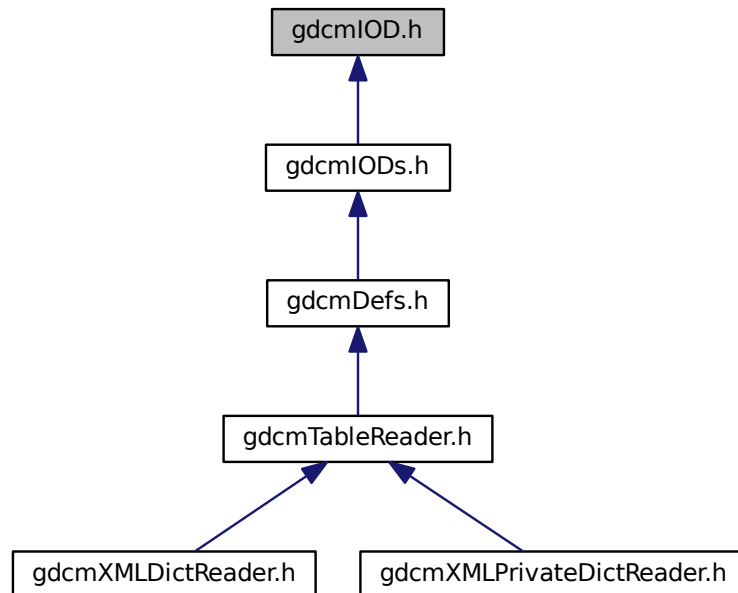 gdcmIOD.h
gdcmIODs.h
gdcmDefs.h
gdcmTableReader.h
gdcmXMLDictReader.h
gdcmXMLPrivateDictReader.h